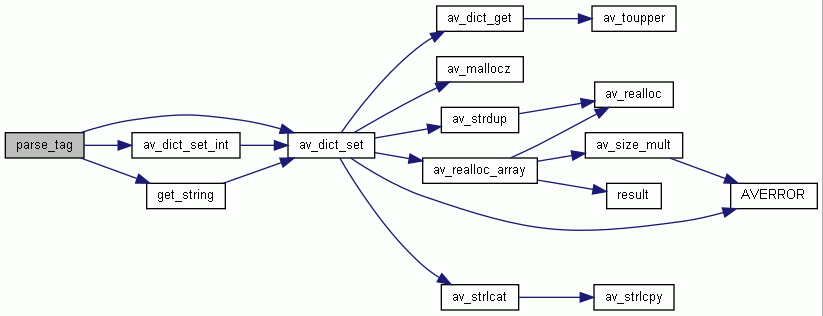 av_dict_get
av_toupper
av_mallocz
av_realloc
av_strdup
parse_tag
av_dict_set_int
av_dict_set
av_size_mult
av_realloc_array
get_string
result
AVERROR
av_strlcat
av_strlcpy